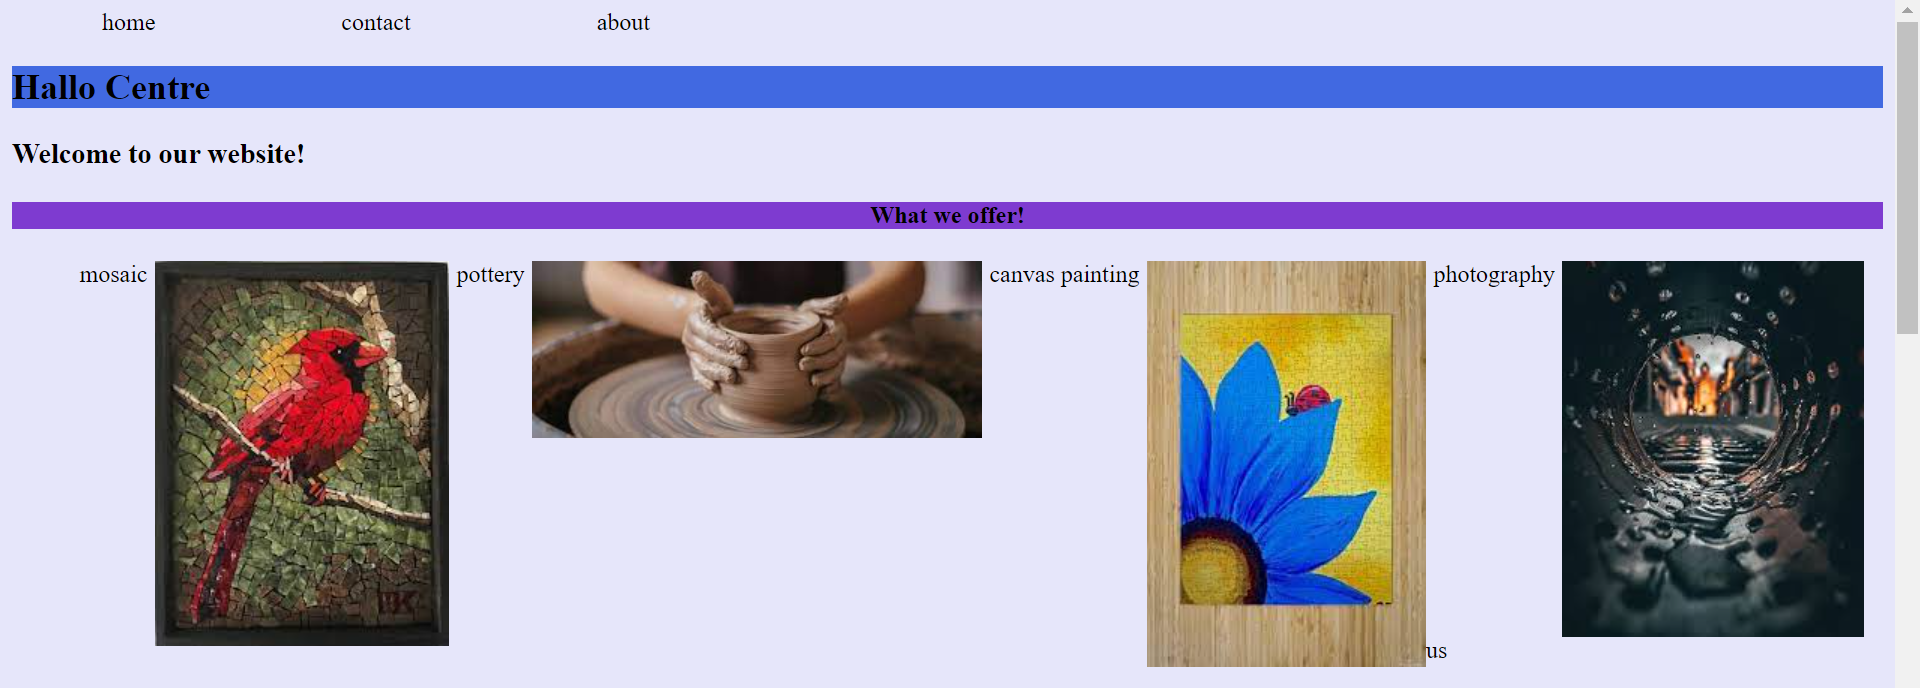 home contact about
Hallo Centre
Welcome to our website!
What we offer!
mosaic pottery canvas painting photography
us